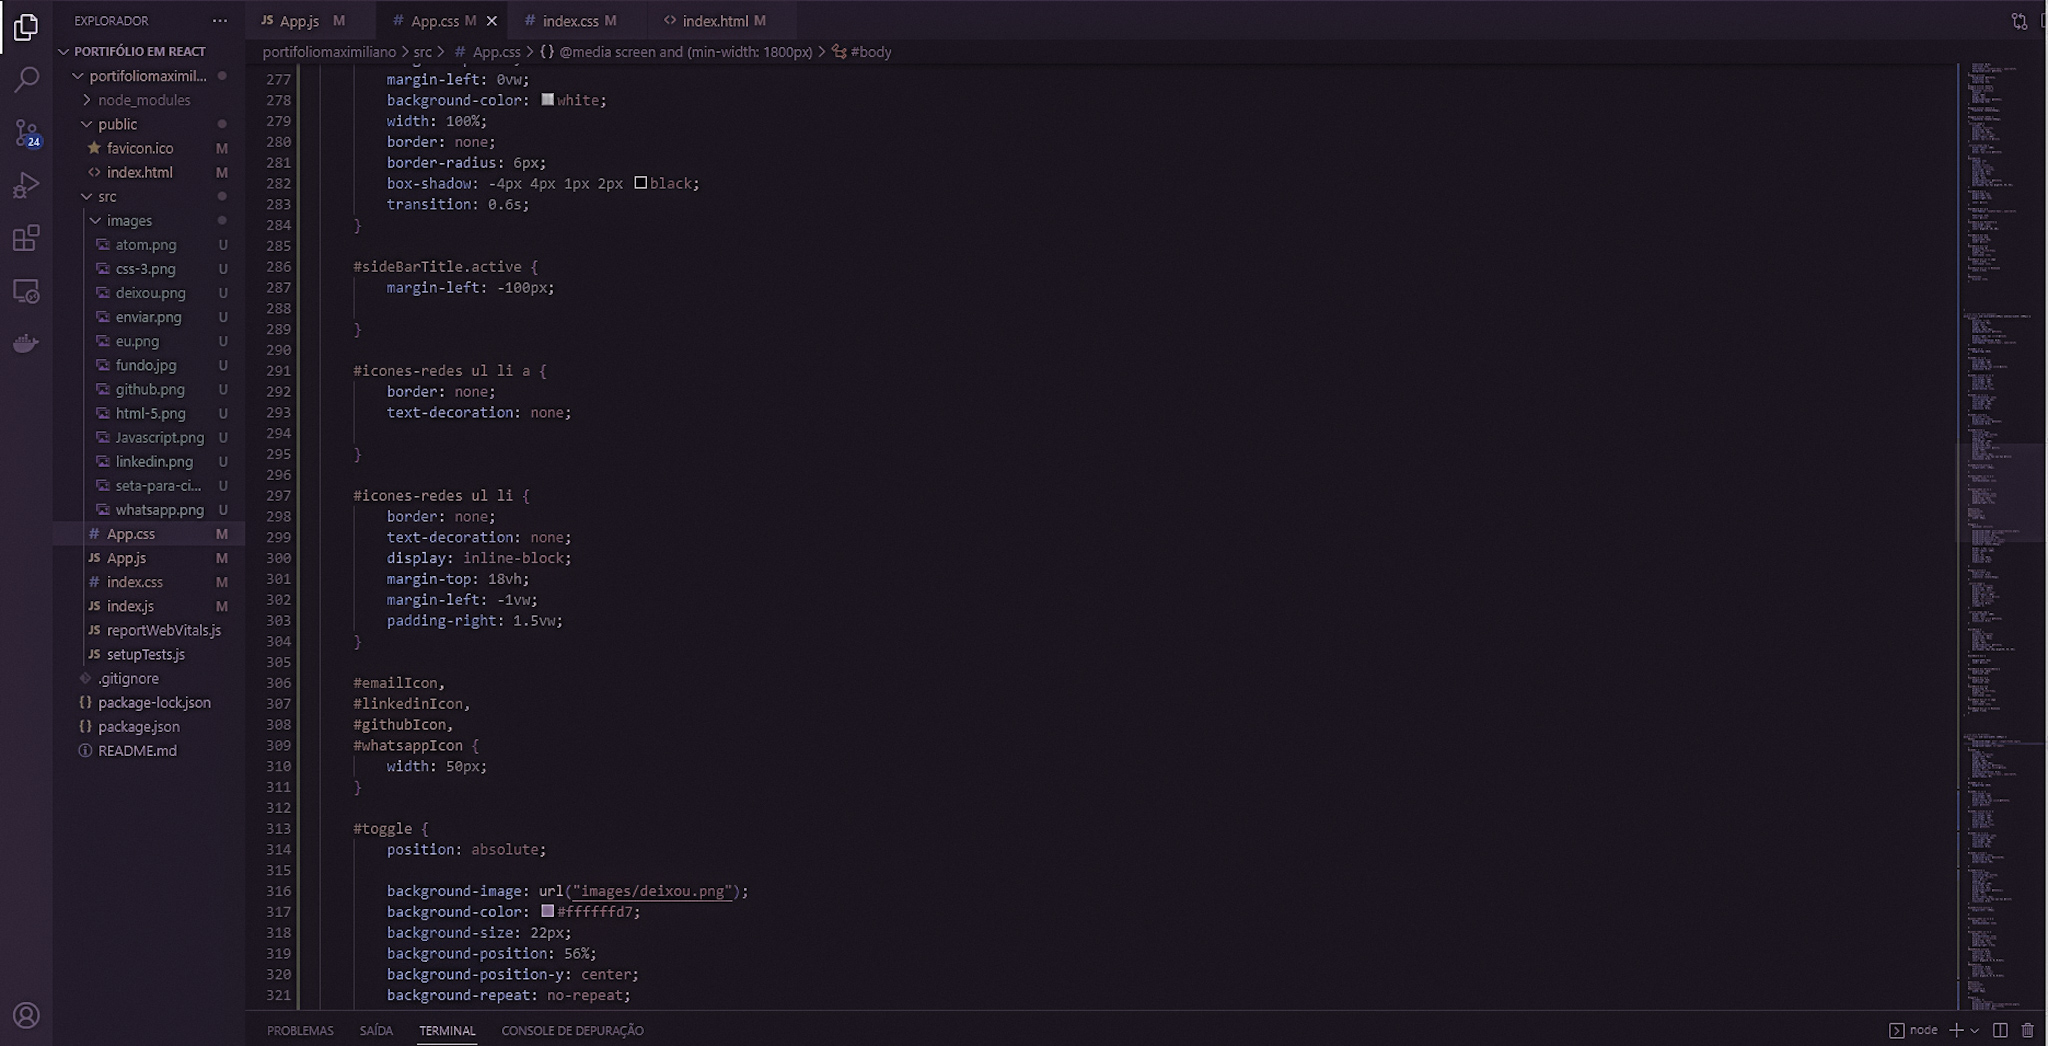 EXPLORADOR ···
PORTIFÓLIO EM REACT
portifoliomaximil...
node_modules
public
favicon.ico M
index.html M
src
images
atom.png U
css-3.png U
deixou.png U
enviar.png U
eu.png U
fundo.jpg U
github.png U
html-5.png U
Javascript.png U
linkedin.png U
seta-para-ci... U
whatsapp.png U
# App.css M
JS App.js M
# index.css M
JS index.js M
JS reportWebVitals.js
JS setupTests.js
.gitignore
{} package-lock.json
{} package.json
README.md
24
JS App.js M
# App.css M
# index.css M
<> index.html M
portifoliomaximiliano > src > # App.css > {} @media screen and (min-width: 1800px) > #body
277 margin-left: 0vw;
278 background-color: white;
279 width: 100%;
280 border: none;
281 border-radius: 6px;
282 box-shadow: -4px 4px 1px 2px black;
283 transition: 0.6s;
284 }
285
286 #sideBarTitle.active {
287 margin-left: -100px;
288
289 }
290
291 #icones-redes ul li a {
292 border: none;
293 text-decoration: none;
294
295 }
296
297 #icones-redes ul li {
298 border: none;
299 text-decoration: none;
300 display: inline-block;
301 margin-top: 18vh;
302 margin-left: -1vw;
303 padding-right: 1.5vw;
304 }
305
306 #emailIcon,
307 #linkedinIcon,
308 #githubIcon,
309 #whatsappIcon {
310 width: 50px;
311 }
312
313 #toggle {
314 position: absolute;
315
316 background-image: url("images/deixou.png");
317 background-color: #ffffffd7;
318 background-size: 22px;
319 background-position: 56%;
320 background-position-y: center;
321 background-repeat: no-repeat;
PROBLEMAS SAÍDA TERMINAL CONSOLE DE DEPURAÇÃO
node